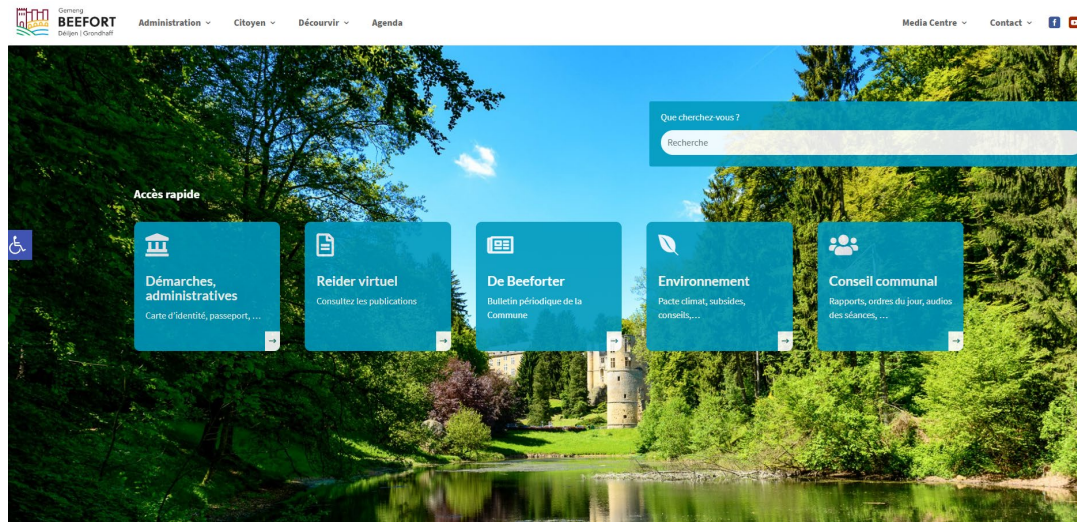 Gemeng
BEEFORT
Déiljen | Grondhaff
Administration
Citoyen
Découvrir
Agenda
Media Centre
Contact
Que cherchez-vous ?
Recherche
Accès rapide
Démarches,
administratives
Carte d'identité, passeport, ...
Reider virtuel
Consultez les publications
De Beeforter
Bulletin périodique de la
Commune
Environnement
Pacte climat, subsides,
conseils,...
Conseil communal
Rapports, ordres du jour, audios
des séances, ...